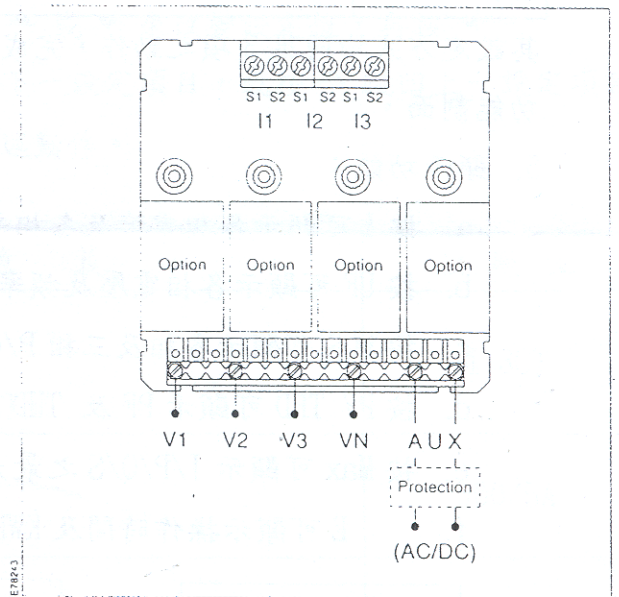 S1 S2 S1 S2 S1 S2
I1 I2 I3
Option Option Option Option
V1 V2 V3 VN AUX
Protection
(AC/DC)
E78243